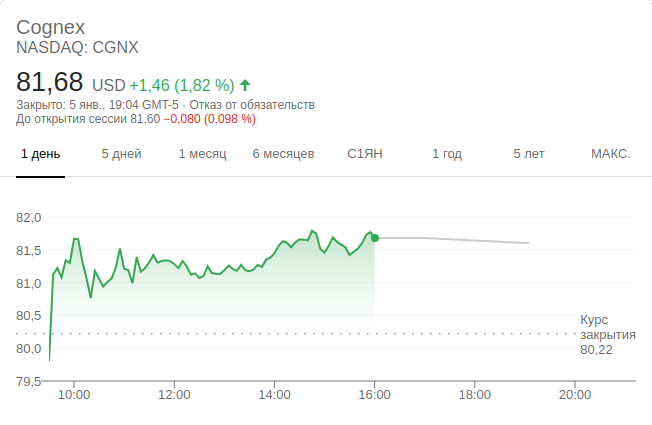 Cognex
NASDAQ: CGNX
81,68 USD +1,46 (1,82 %)
Закрыто: 5 янв., 19:04 GMT-5 · Отказ от обязательств
До открытия сессии 81,60 −0,080 (0,098 %)
1 день 5 дней 1 месяц 6 месяцев С1ЯН 1 год 5 лет МАКС.
82,0
81,5
81,0
80,5
80,0
79,5
Курс
закрытия
80,22
10:00 12:00 14:00 16:00 18:00 20:00